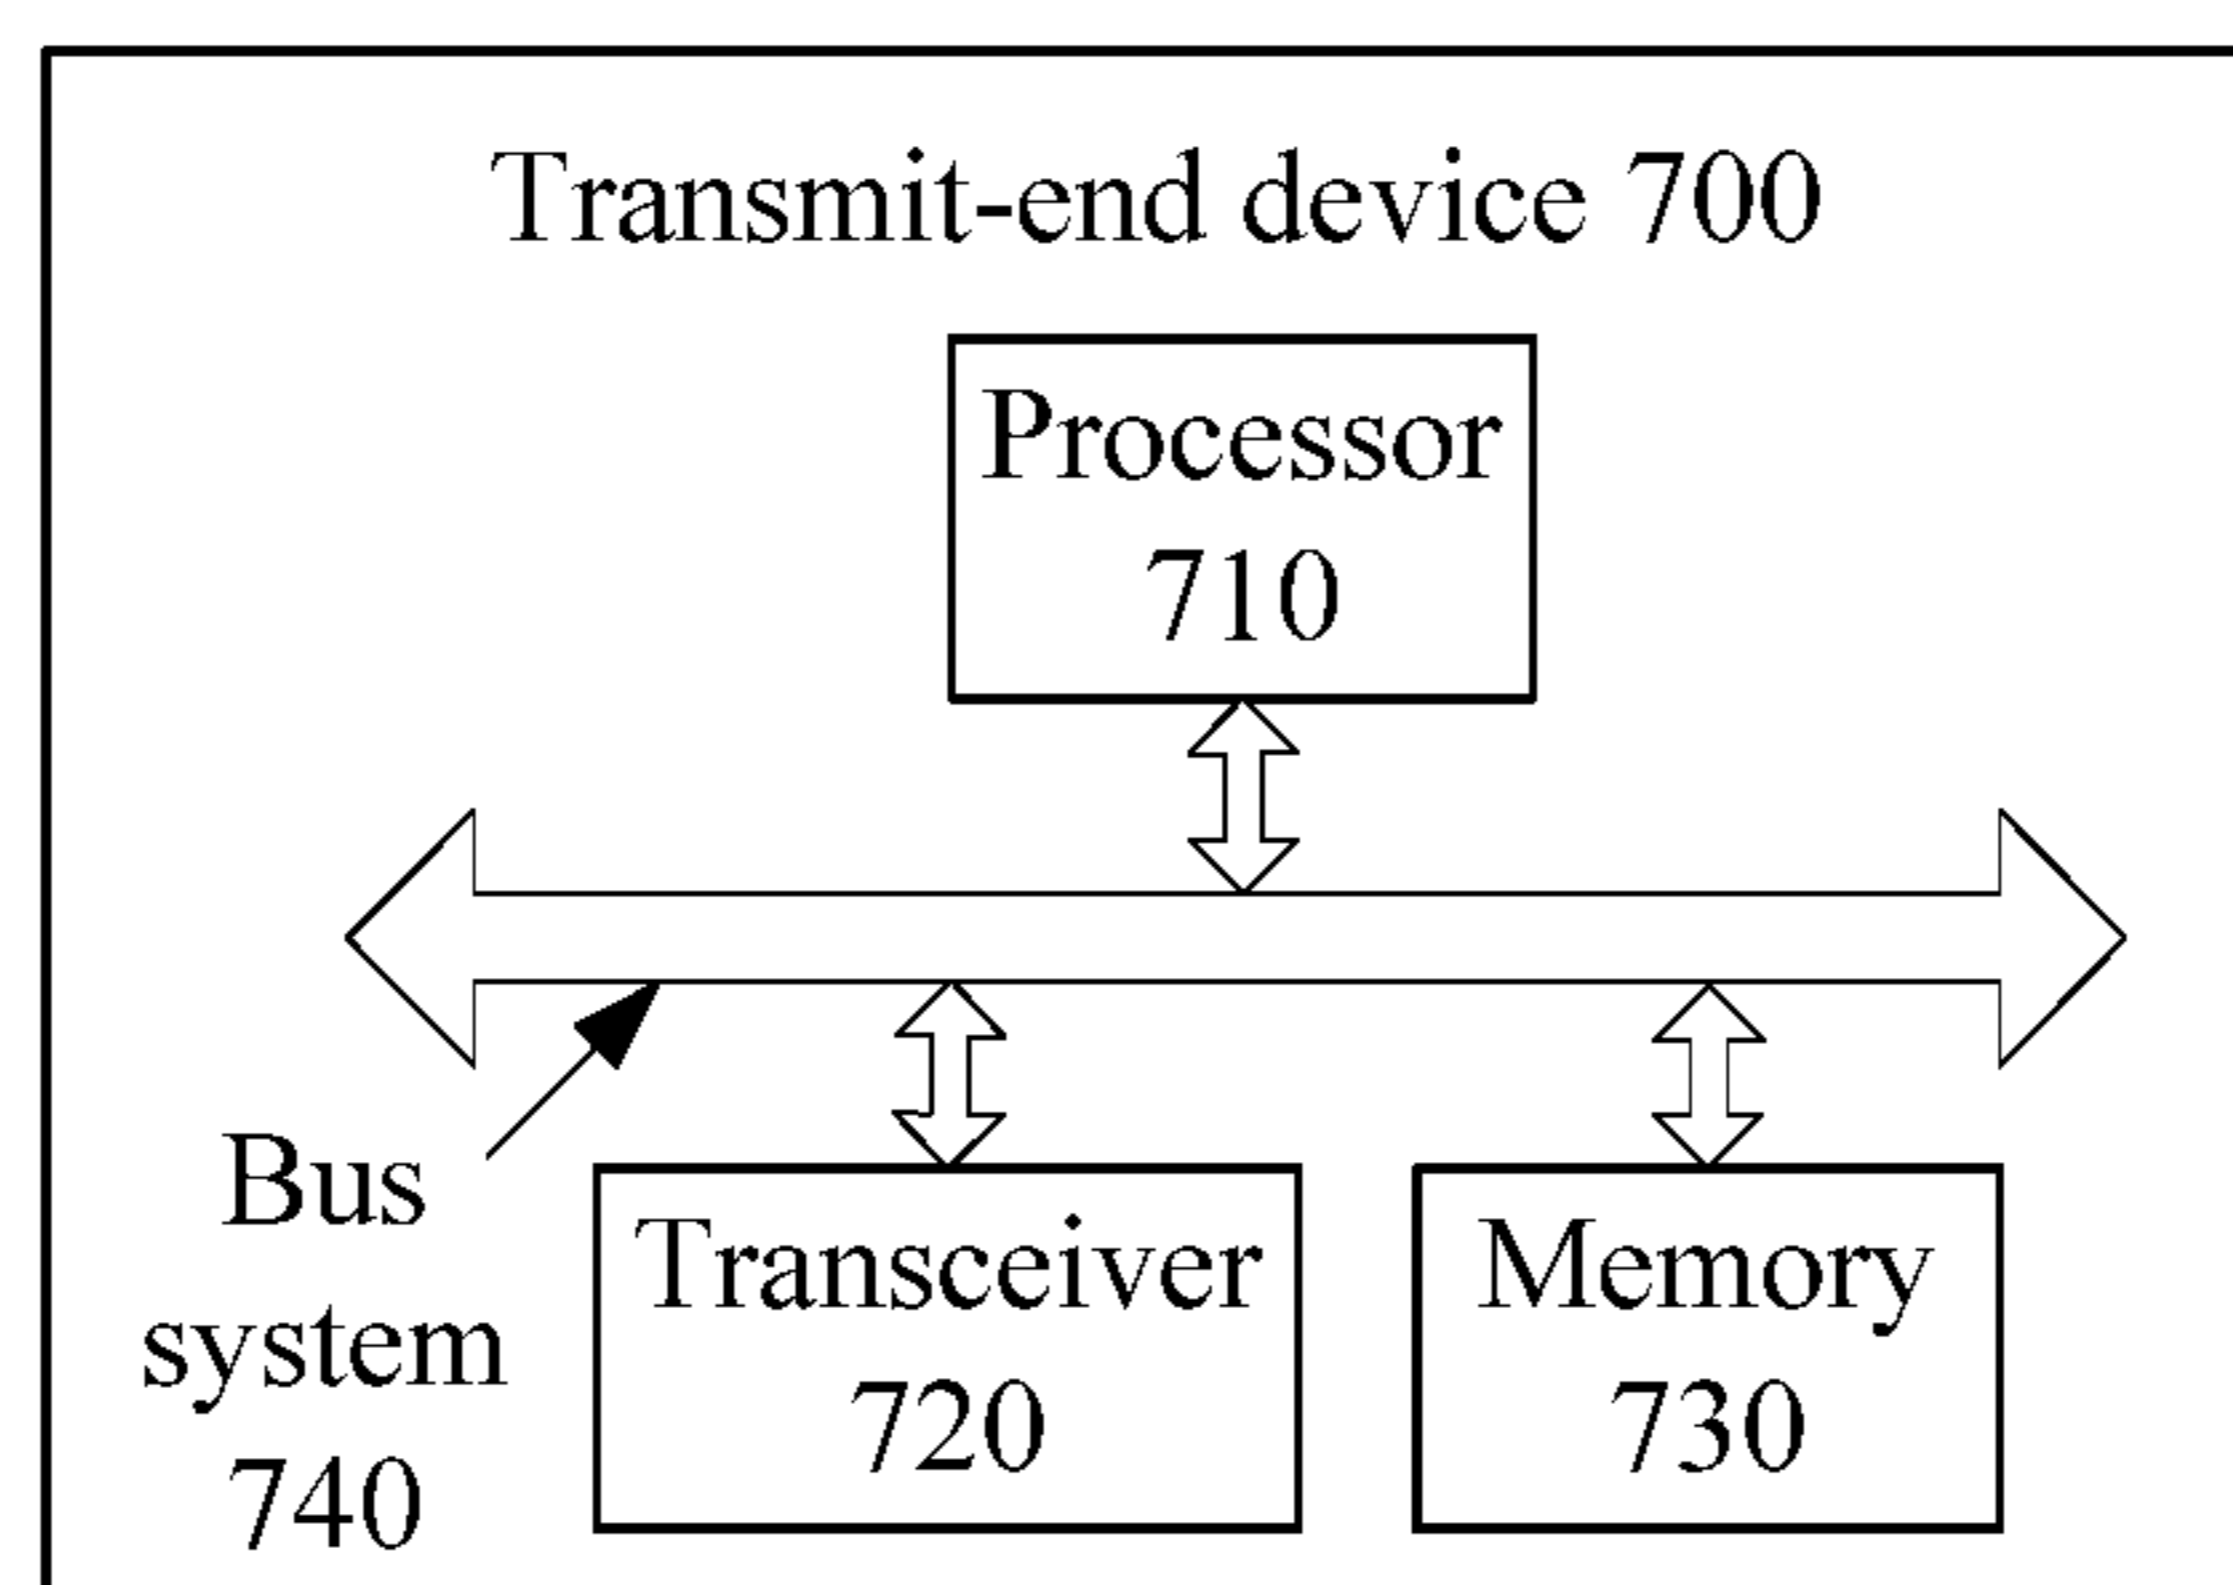 Transmit-end device 700
Processor
710
Bus
system
740
Transceiver
720
Memory
730